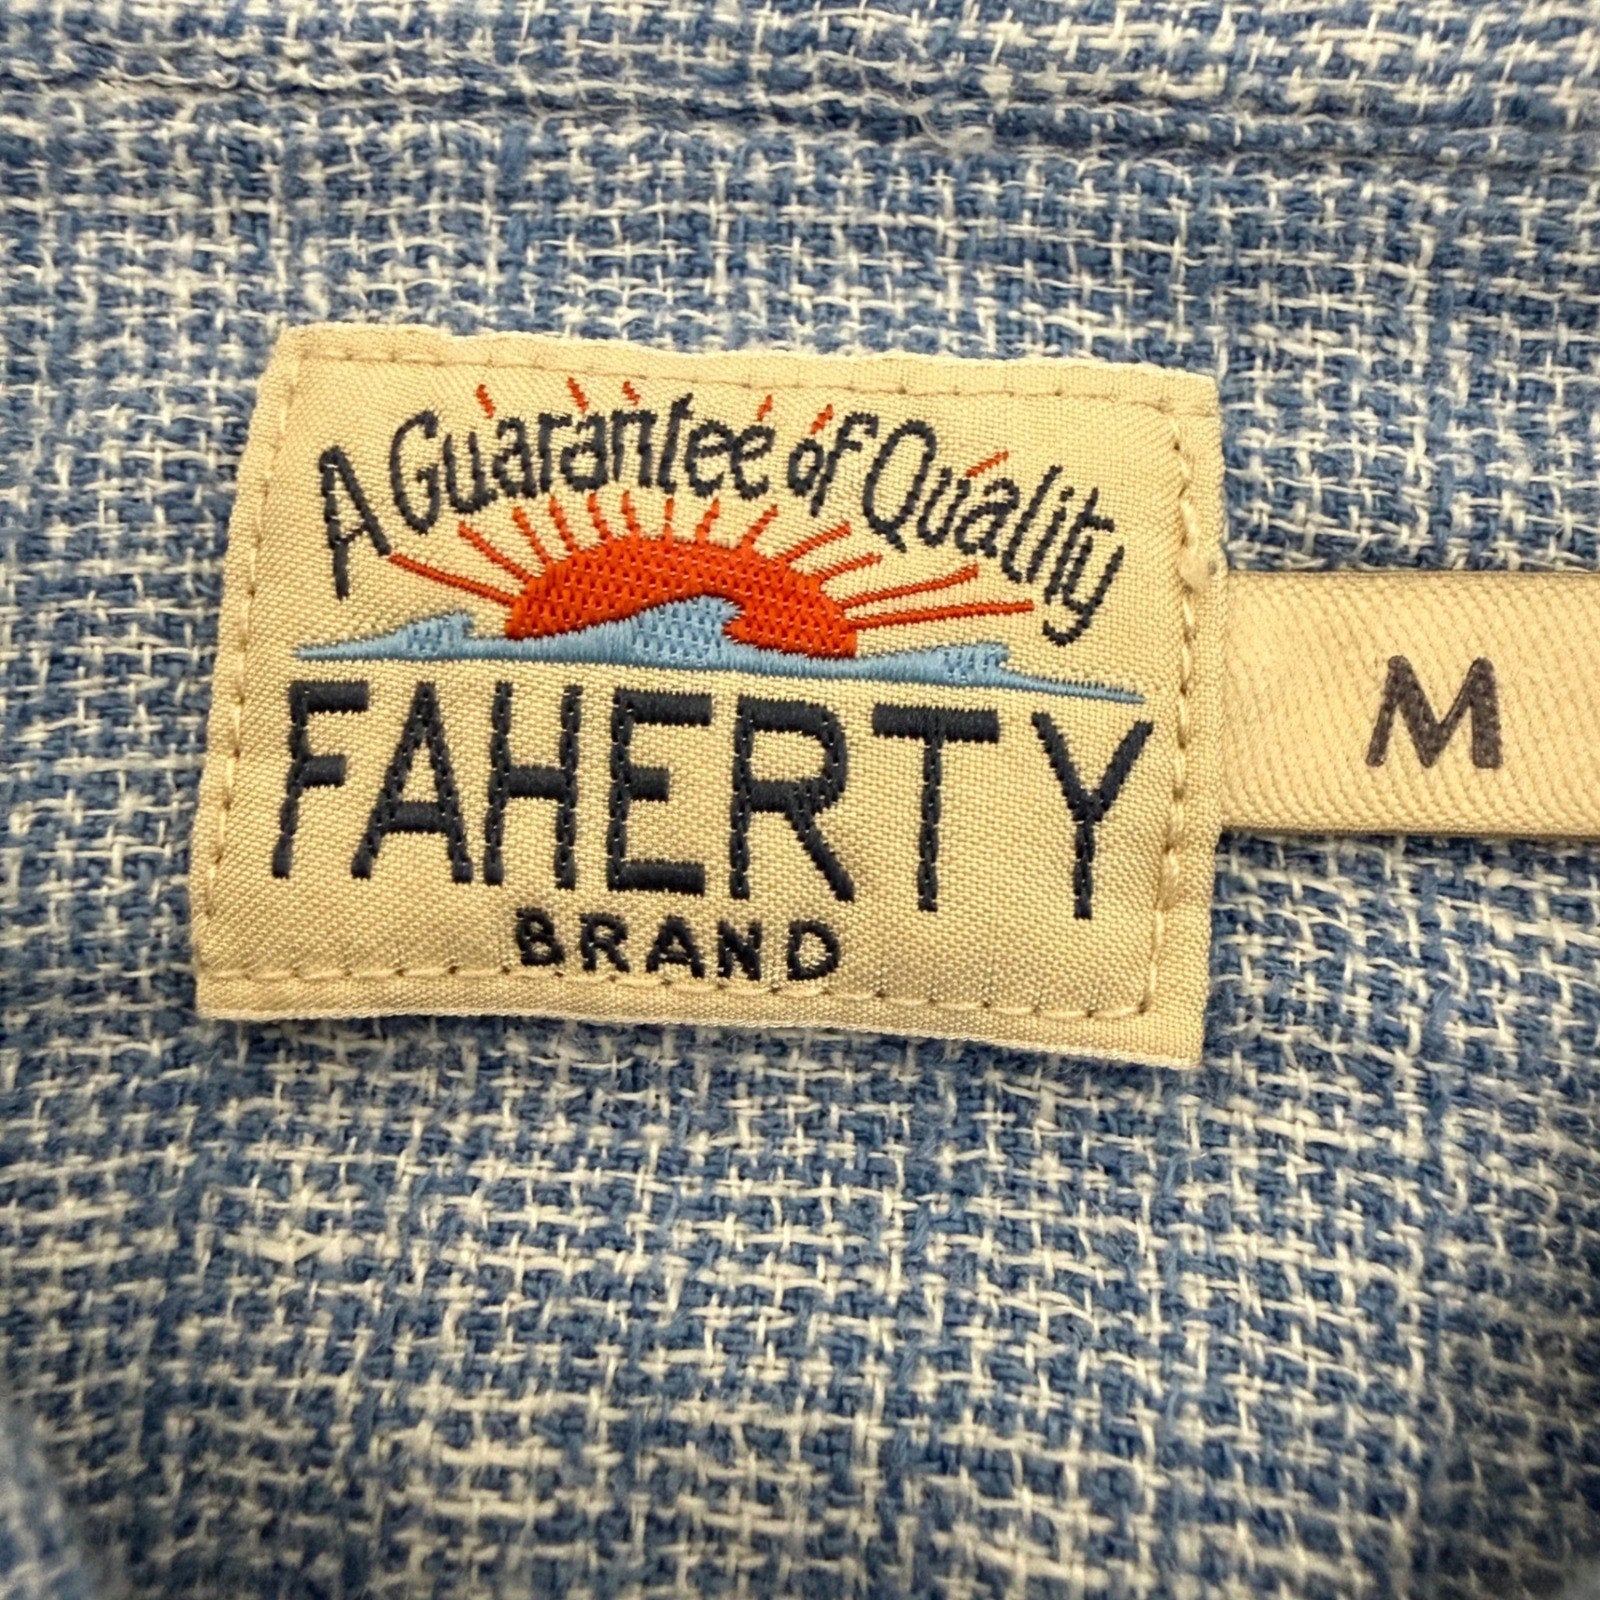 A Guarantee of Quality
FAHERTY
BRAND
M